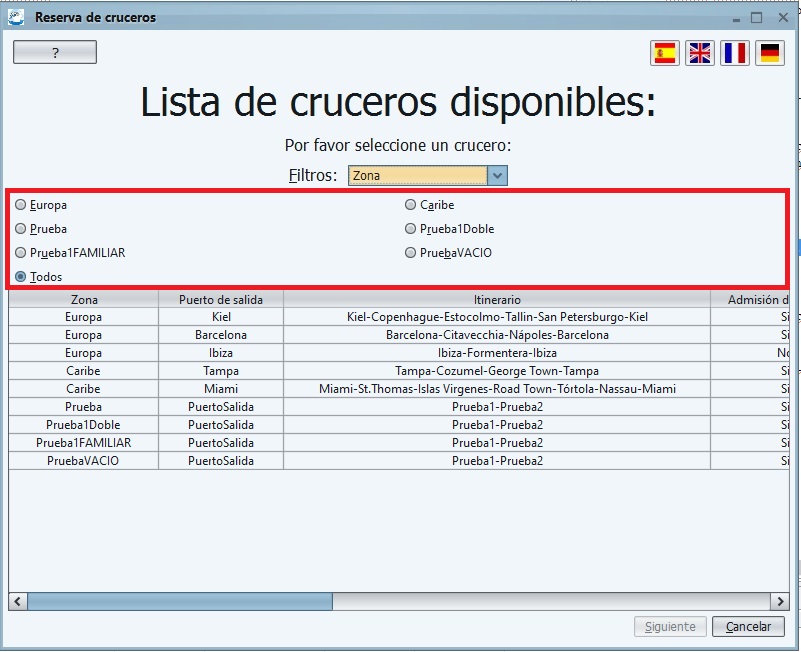 Reserva de cruceros
?
Lista de cruceros disponibles:
Por favor seleccione un crucero:
Filtros: Zona
Europa Caribe
Prueba Prueba1Doble
Prueba1FAMILIAR PruebaVACIO
Todos
Zona Puerto de salida Itinerario Admisión d
Europa Kiel Kiel-Copenhague-Estocolmo-Tallin-San Petersburgo-Kiel Si
Europa Barcelona Barcelona-Citavecchia-Nápoles-Barcelona Si
Europa Ibiza Ibiza-Formentera-Ibiza No
Caribe Tampa Tampa-Cozumel-George Town-Tampa Si
Caribe Miami Miami-St.Thomas-Islas Virgenes-Road Town-Tórtola-Nassau-Miami Si
Prueba PuertoSalida Prueba1-Prueba2 Si
Prueba1Doble PuertoSalida Prueba1-Prueba2 Si
Prueba1FAMILIAR PuertoSalida Prueba1-Prueba2 Si
PruebaVACIO PuertoSalida Prueba1-Prueba2 Si
Siguiente Cancelar